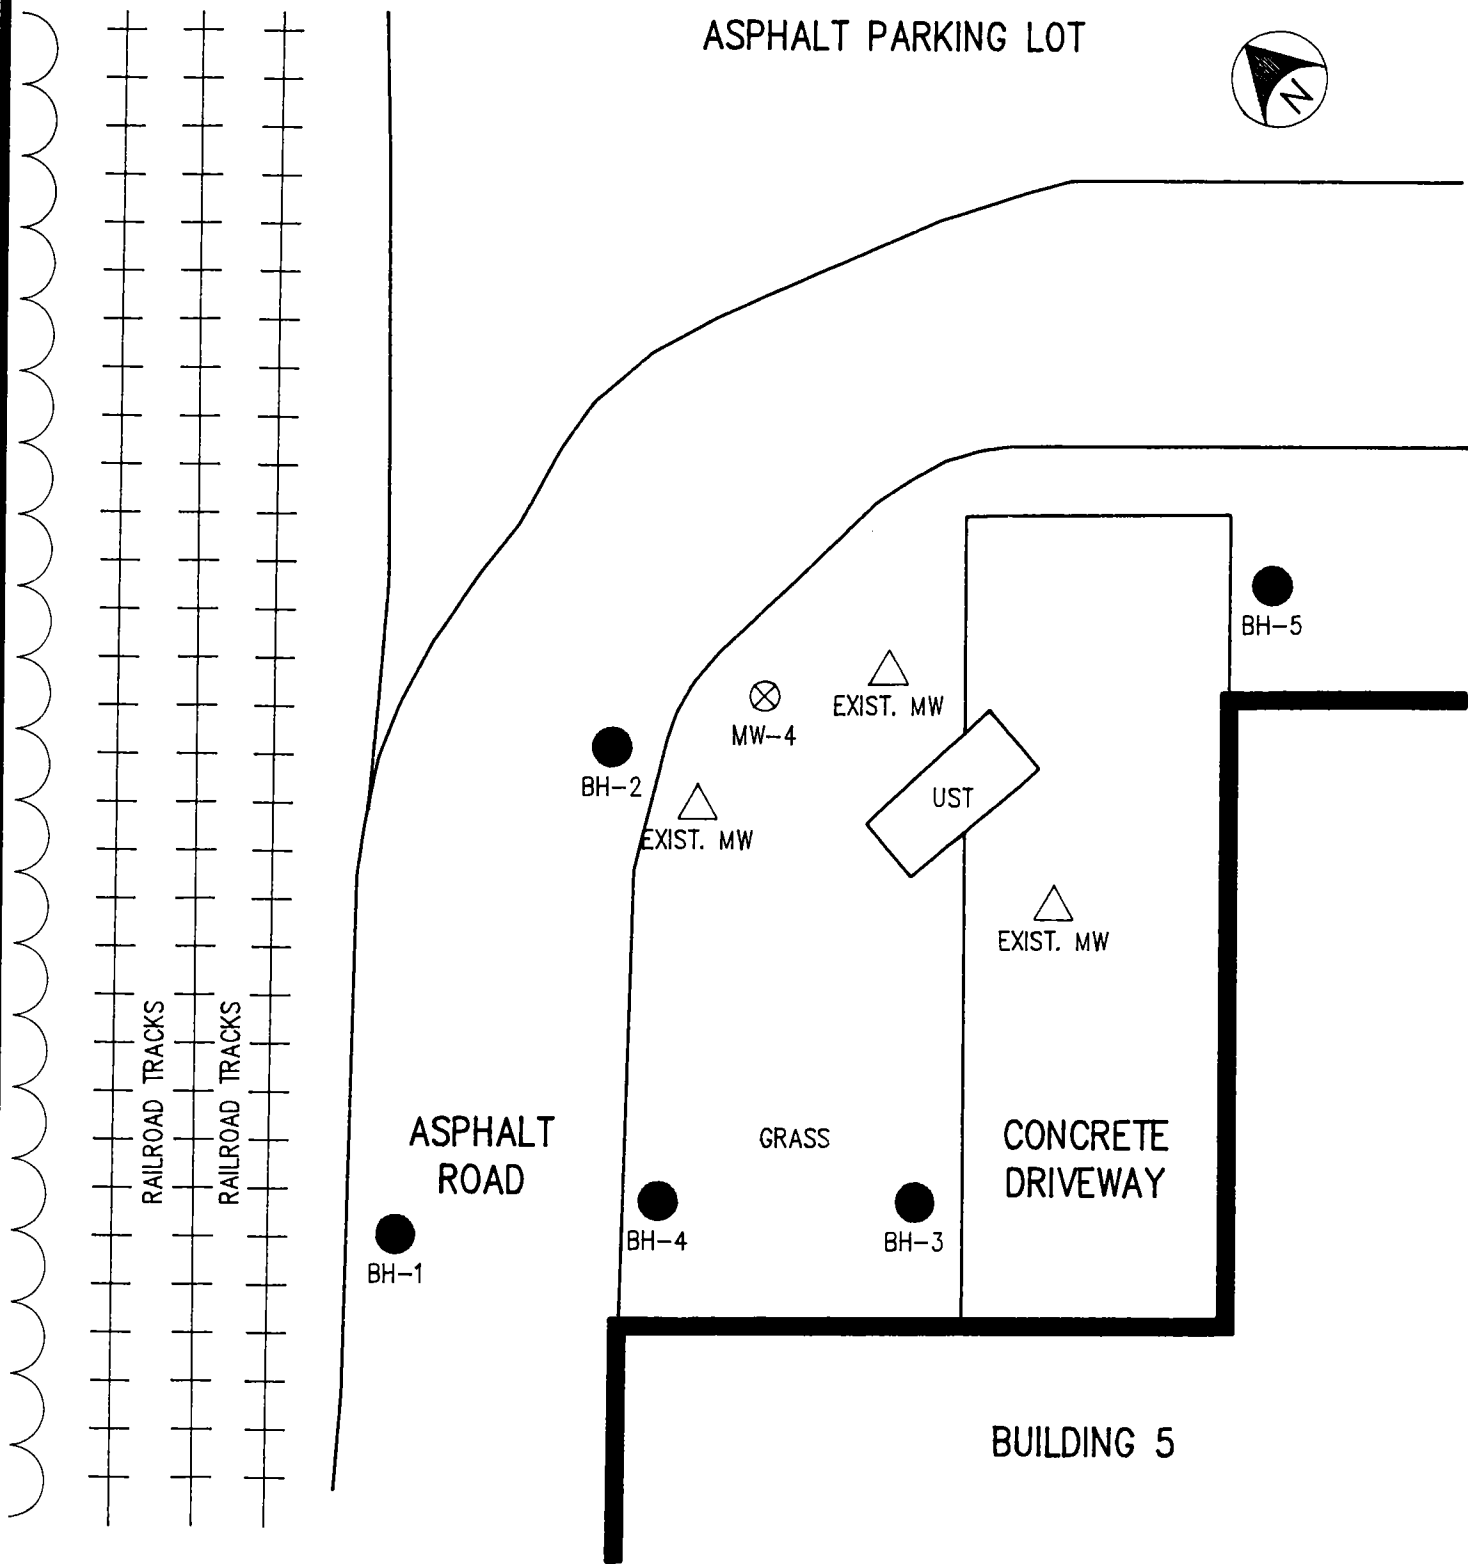 ASPHALT PARKING LOT
N
BH-5
EXIST. MW
MW-4
BH-2
UST
EXIST. MW
EXIST. MW
RAILROAD TRACKS
RAILROAD TRACKS
ASPHALT
ROAD
GRASS
CONCRETE
DRIVEWAY
BH-4
BH-3
BH-1
BUILDING 5